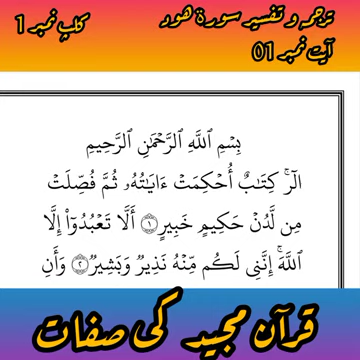 ترجمہ و تفسیر سورۃ ھود
کلپ نمبر 1
آیت نمبر 01
بِسْمِ ٱللَّهِ ٱلرَّحْمَٰنِ ٱلرَّحِيمِ
الٓرۚ كِتَٰبٌ أُحْكِمَتْ ءَايَٰتُهُۥ ثُمَّ فُصِّلَتْ
مِن لَّدُنْ حَكِيمٍ خَبِيرٍ ١ أَلَّا تَعْبُدُوٓا۟ إِلَّا
ٱللَّهَۚ إِنَّنِى لَكُم مِّنْهُ نَذِيرٌ وَبَشِيرٌ ٢ وَأَنِ
قرآن مجید کی صفات